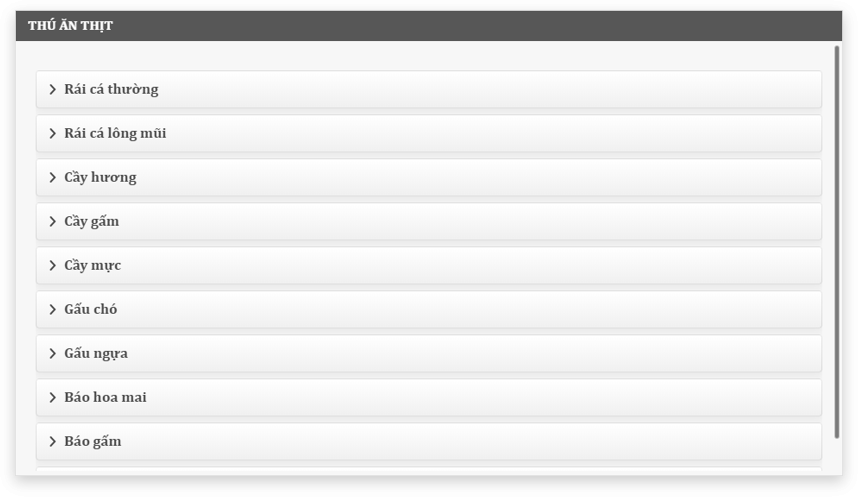 THÚ ĂN THỊT
Rái cá thường
Rái cá lông mũi
Cầy hương
Cầy gấm
Cầy mực
Gấu chó
Gấu ngựa
Báo hoa mai
Báo gấm